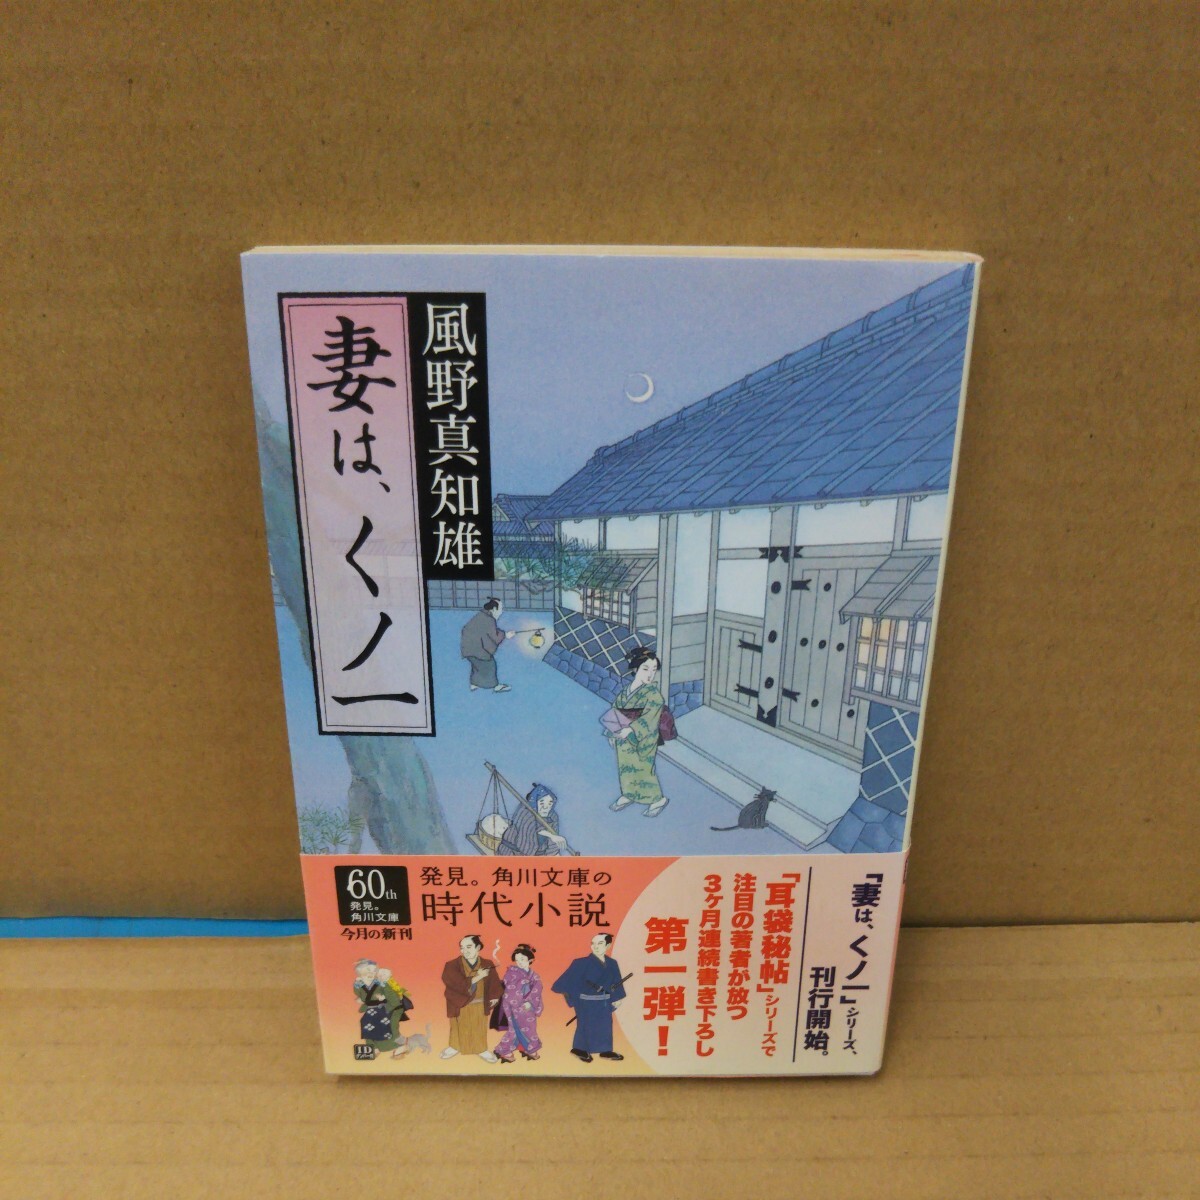 風野真知雄
妻は、くノ一
「妻は、くノ一」シリーズ、
刊行開始。
「耳袋秘帖」シリーズで
注目の著者が放つ
3ヶ月連続書き下ろし
第一弾!
発見。角川文庫の
時代小説
60th
発見。
角川文庫
今月の新刊